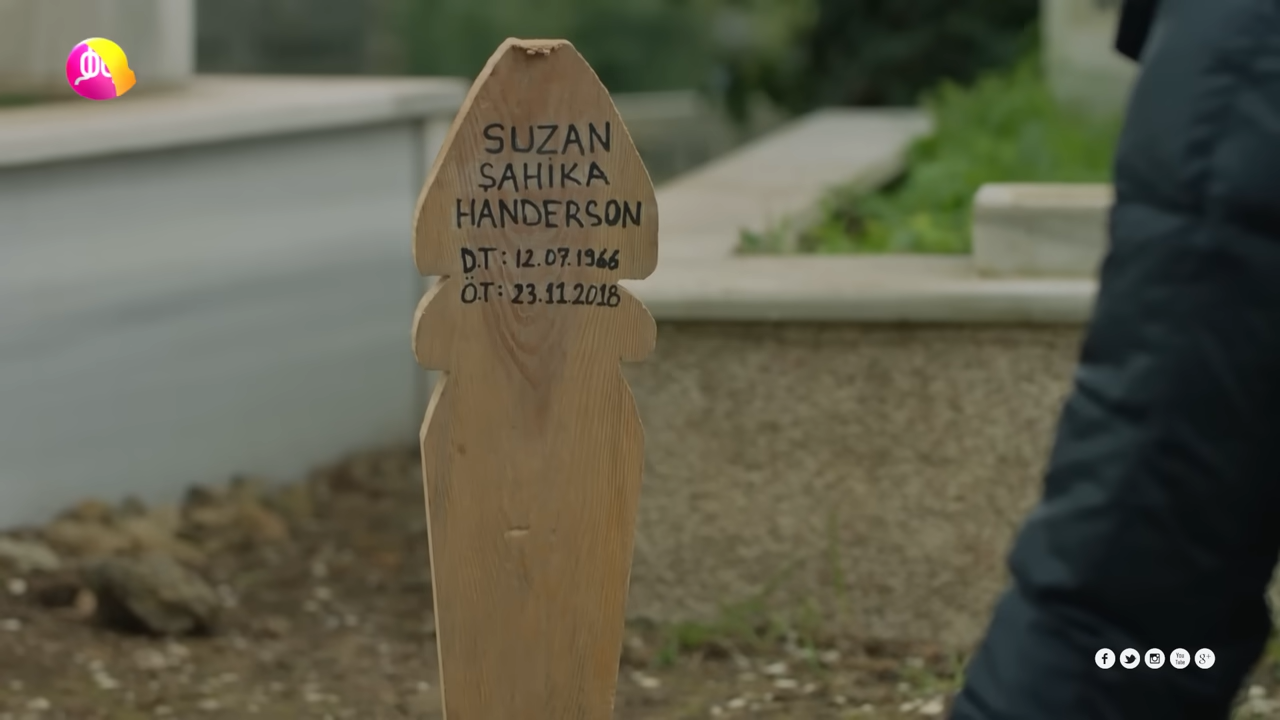 SUZAN
ŞAHİKA
HANDERSON
D.T: 12.07.1966
Ö.T: 23.11.2018